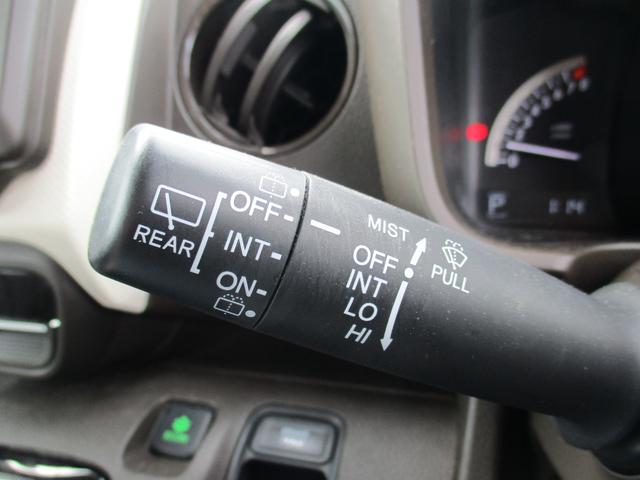 REAR
OFF
INT
ON
MIST
OFF
INT
LO
HI
PULL
P